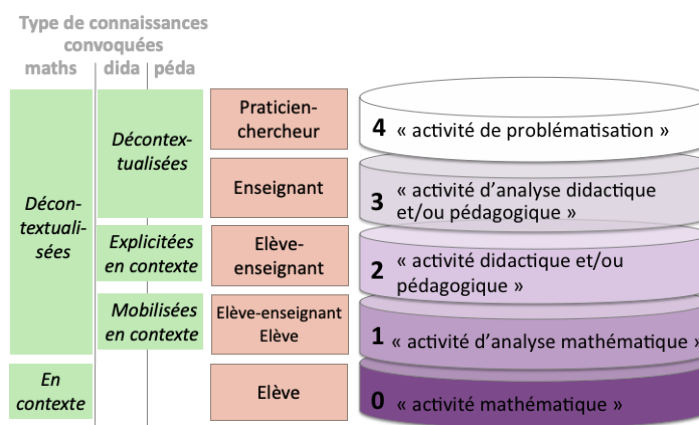 Type de connaissances
convoquées
maths dida péda
Praticien-
chercheur
4 « activité de problématisation »
Décontex-
tualisées
Enseignant
3 « activité d’analyse didactique
et/ou pédagogique »
Décon-
textuali-
sées
Explicitées
en contexte
Elève-
enseignant
2 « activité didactique et/ou
pédagogique »
Mobilisées
en contexte
Elève-enseignant
Elève
1 « activité d’analyse mathématique »
En
contexte
Elève
0 « activité mathématique »